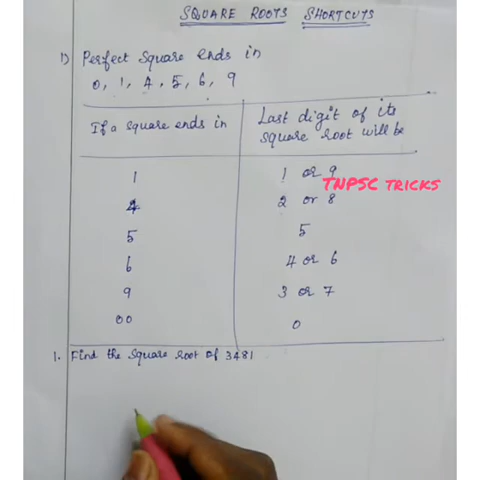 SQUARE ROOTS SHORTCUTS
1) Perfect Square ends in
0, 1, 4, 5, 6, 9
If a square ends in
Last digit of its
square root will be
1
1 or 9
TNPSC TRICKS
4
2 or 8
5
5
6
4 or 6
9
3 or 7
00
0
1. Find the square root of 3481